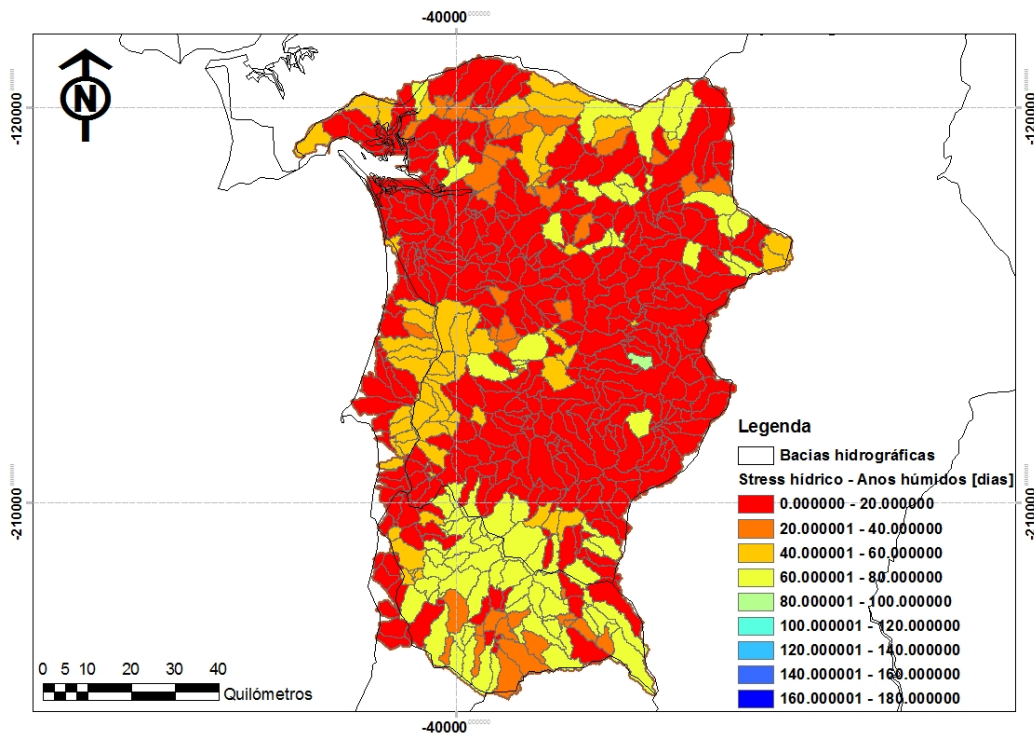 -40000
N
-120000
-120000
Legenda
Bacias hidrográficas
Stress hídrico - Anos húmidos [dias]
0.000000 - 20.000000
20.000001 - 40.000000
40.000001 - 60.000000
60.000001 - 80.000000
80.000001 - 100.000000
100.000001 - 120.000000
120.000001 - 140.000000
140.000001 - 160.000000
160.000001 - 180.000000
-210000
-210000
0 5 10 20 30 40
Quilómetros
-40000